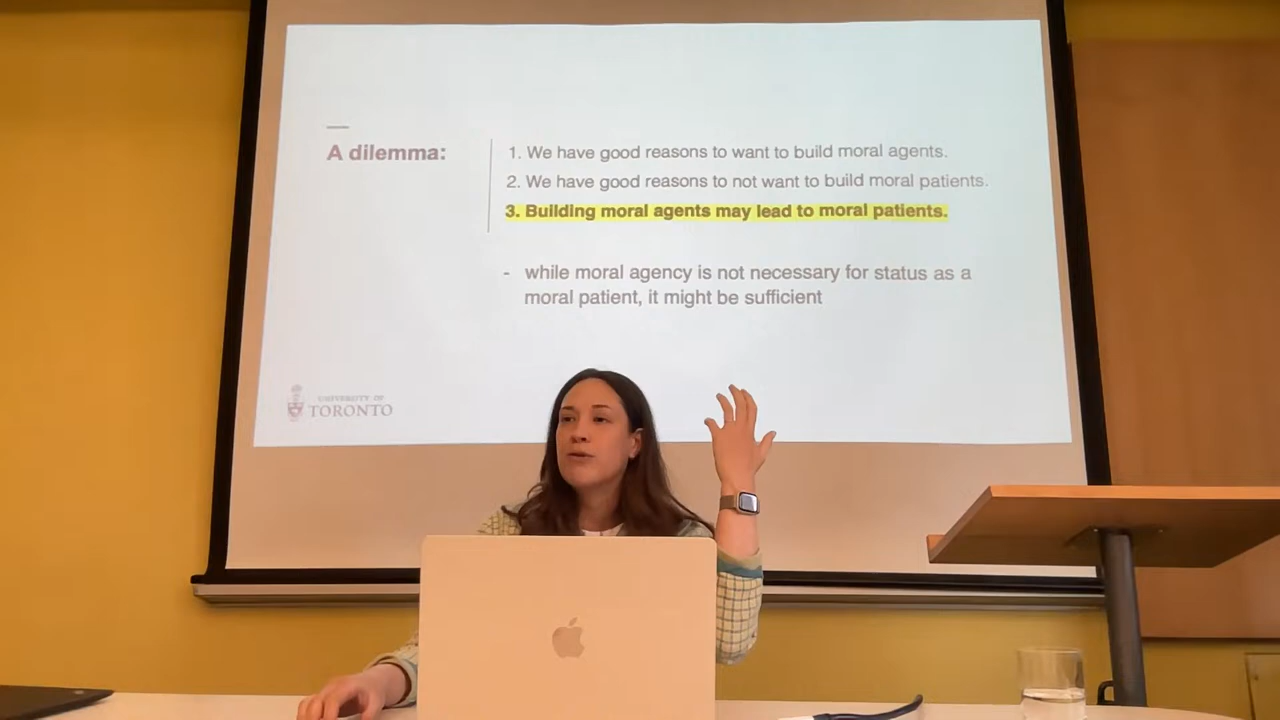 A dilemma:
1. We have good reasons to want to build moral agents.
2. We have good reasons to not want to build moral patients.
3. Building moral agents may lead to moral patients.
- while moral agency is not necessary for status as a
moral patient, it might be sufficient
UNIVERSITY OF
TORONTO